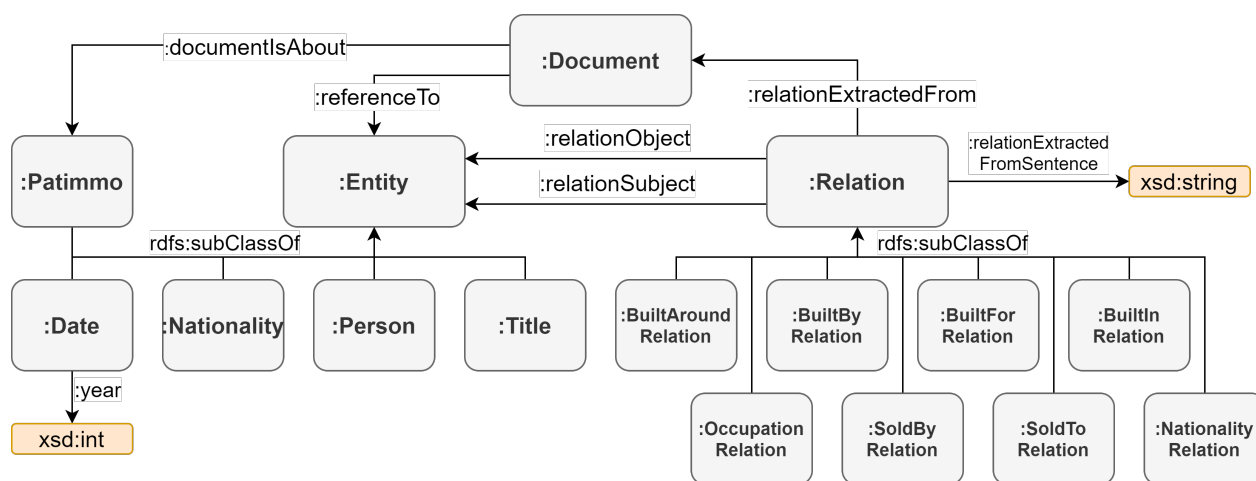 :documentIsAbout
:Document
:referenceTo
:relationExtractedFrom
:relationObject
:relationExtracted
FromSentence
:Patimmo
:Entity
:relationSubject
:Relation
xsd:string
rdfs:subClassOf
rdfs:subClassOf
:Date
:Nationality
:Person
:Title
:BuiltAround
Relation
:BuiltBy
Relation
:BuiltFor
Relation
:BuiltIn
Relation
:year
xsd:int
:Occupation
Relation
:SoldBy
Relation
:SoldTo
Relation
:Nationality
Relation